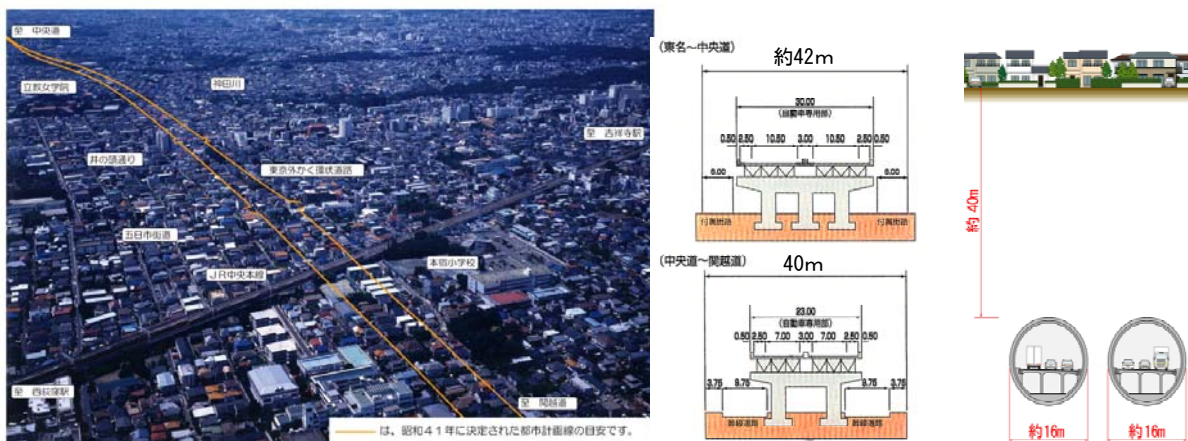 至 中央道
立教女学院
神田川
至 吉祥寺駅
井の頭通り
東京外かく環状道路
五日市街道
JR中央本線
本宿小学校
至 西荻窪駅
至 関越道
は、昭和41年に決定された都市計画線の目安です。
(東名~中央道)
約42m
30.00
(自動車専用部)
0.50 2.50 10.50 3.00 10.50 2.50 0.50
6.00 6.00
付属街路 付属街路
(中央道~関越道)
40m
23.00
(自動車専用部)
0.50 2.50 7.00 3.00 7.00 2.50 0.50
3.75 9.75 9.75 3.75
幹線道路 幹線道路
約40m
約16m 約16m